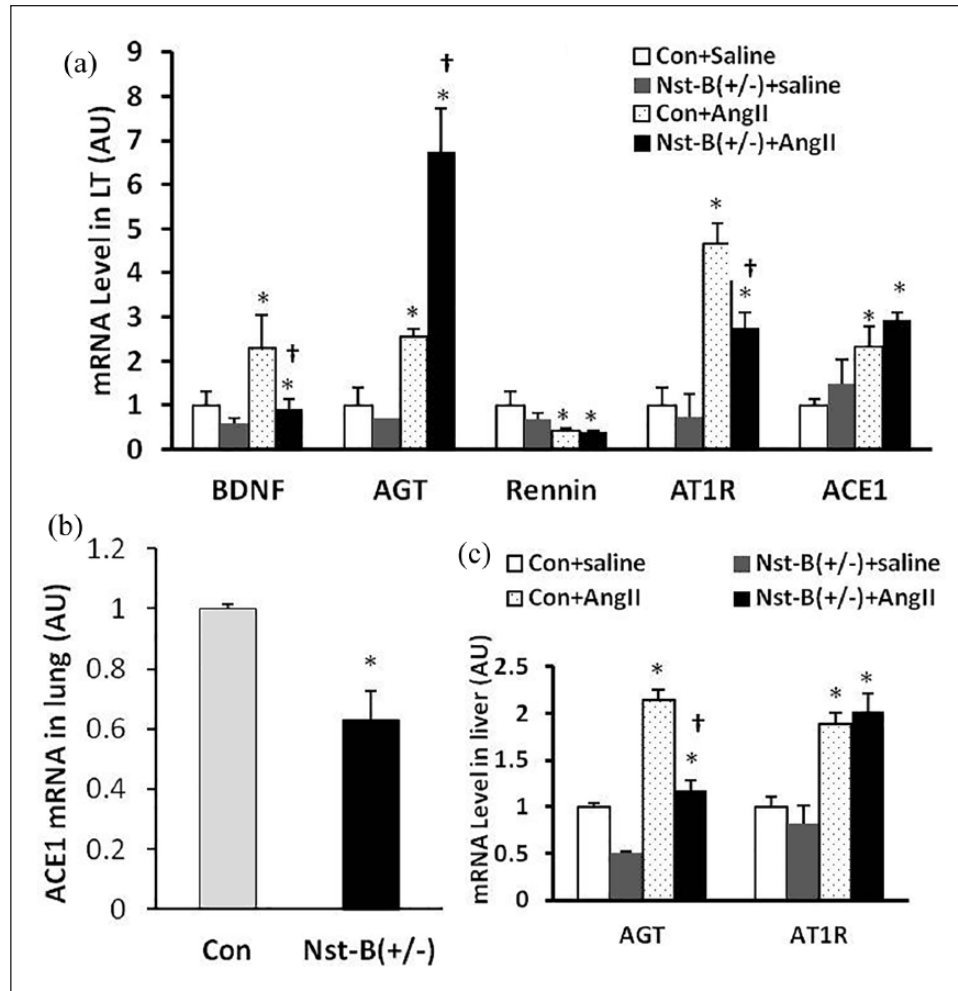 (a)
9
8
7
6
5
4
3
2
1
0
mRNA Level in LT (AU)
Con+Saline
Nst-B(+/-)+saline
Con+AngII
Nst-B(+/-)+AngII
* † * * † * * * * † * * *
BDNF AGT Rennin AT1R ACE1
(b)
1.2
1
0.8
0.6
0.4
0.2
0
ACE1 mRNA in lung (AU)
*
Con Nst-B(+/-)
(c)
Con+saline Nst-B(+/-)+saline
Con+AngII Nst-B(+/-)+AngII
2.5
2
1.5
1
0.5
0
mRNA Level in liver (AU)
* † * * *
AGT AT1R